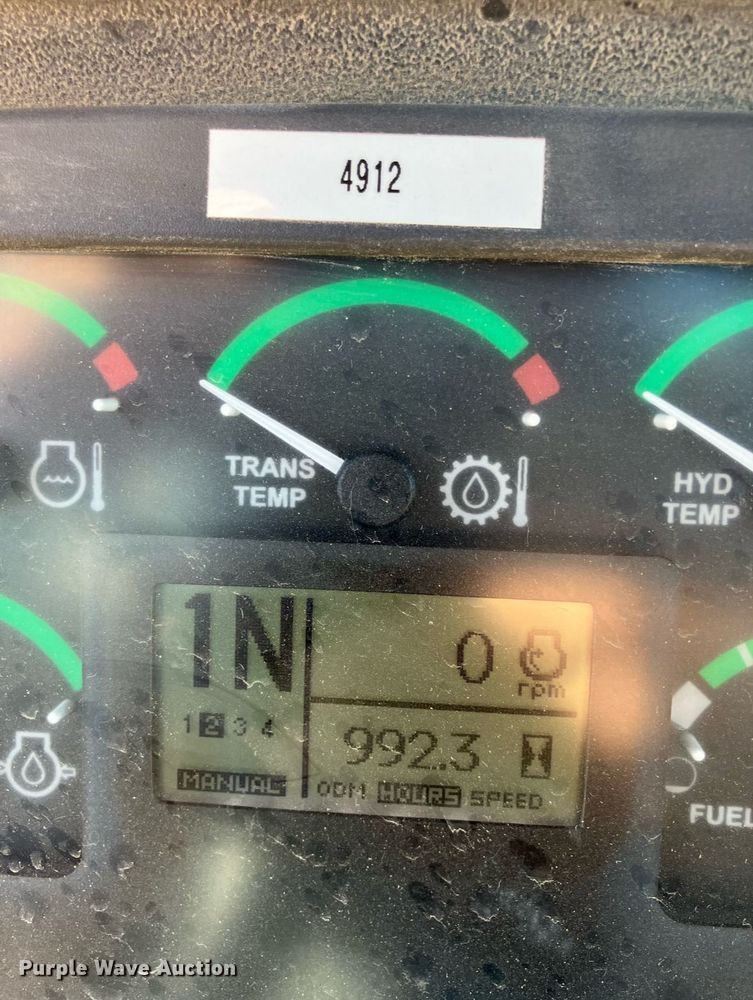 4912
TRANS
TEMP
HYD
TEMP
1N
0
rpm
1 2 3 4
992.3
MANUAL
ODM HOURS SPEED
FUEL
Purple Wave Auction